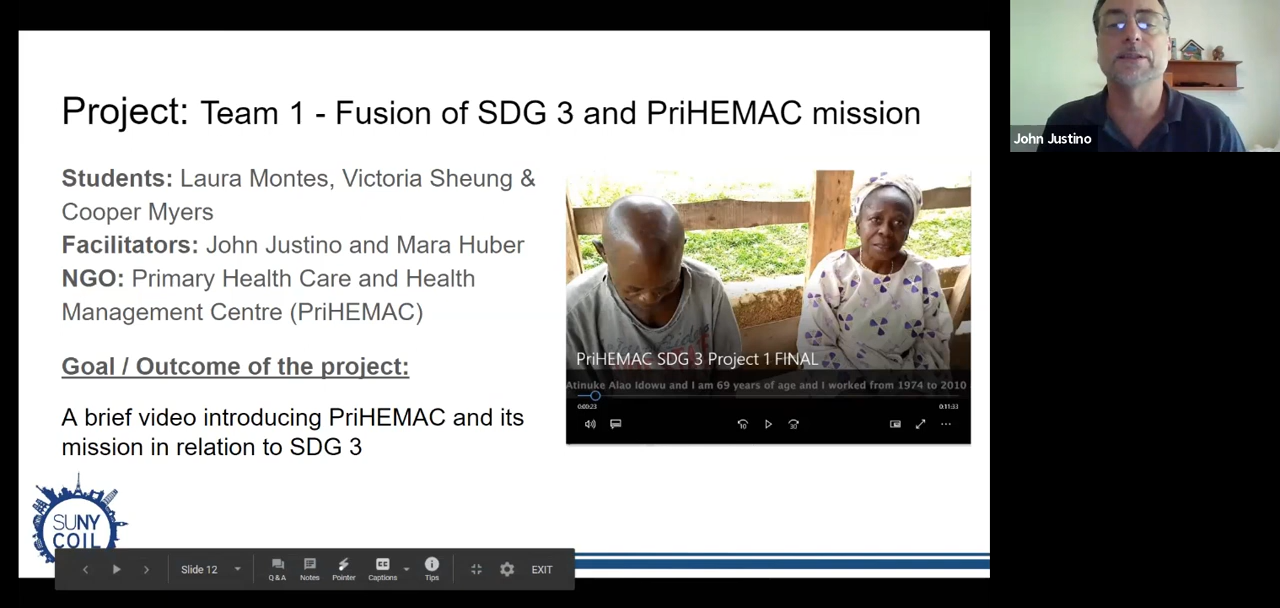 Project: Team 1 - Fusion of SDG 3 and PriHEMAC mission
Students: Laura Montes, Victoria Sheung &
Cooper Myers
Facilitators: John Justino and Mara Huber
NGO: Primary Health Care and Health
Management Centre (PriHEMAC)
Goal / Outcome of the project:
A brief video introducing PriHEMAC and its
mission in relation to SDG 3
PriHEMAC SDG 3 Project 1 FINAL
Atinuke Alao Idowu and I am 69 years of age and I worked from 1974 to 2010
0:00:23
0:11:33
10
30
SUNY
COIL
Slide 12
Q&A
Notes
Pointer
CC
Captions
Tips
EXIT
John Justino